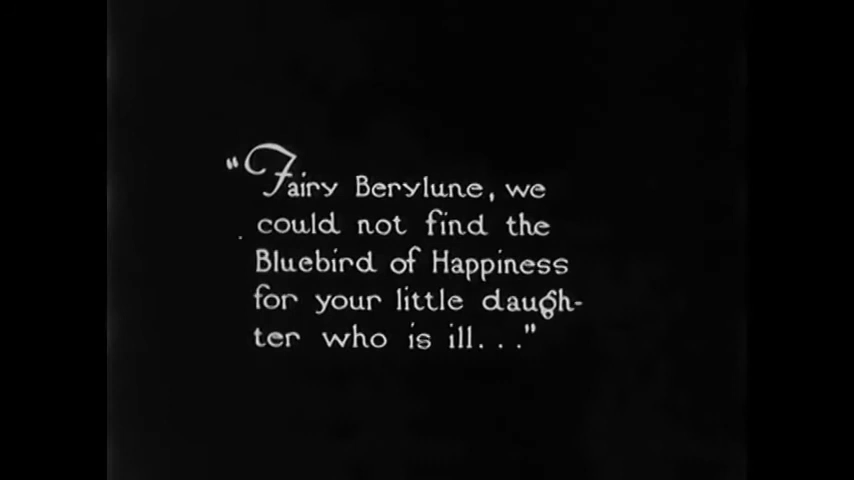 "Fairy Berylune, we
could not find the
Bluebird of Happiness
for your little daugh-
ter who is ill..."